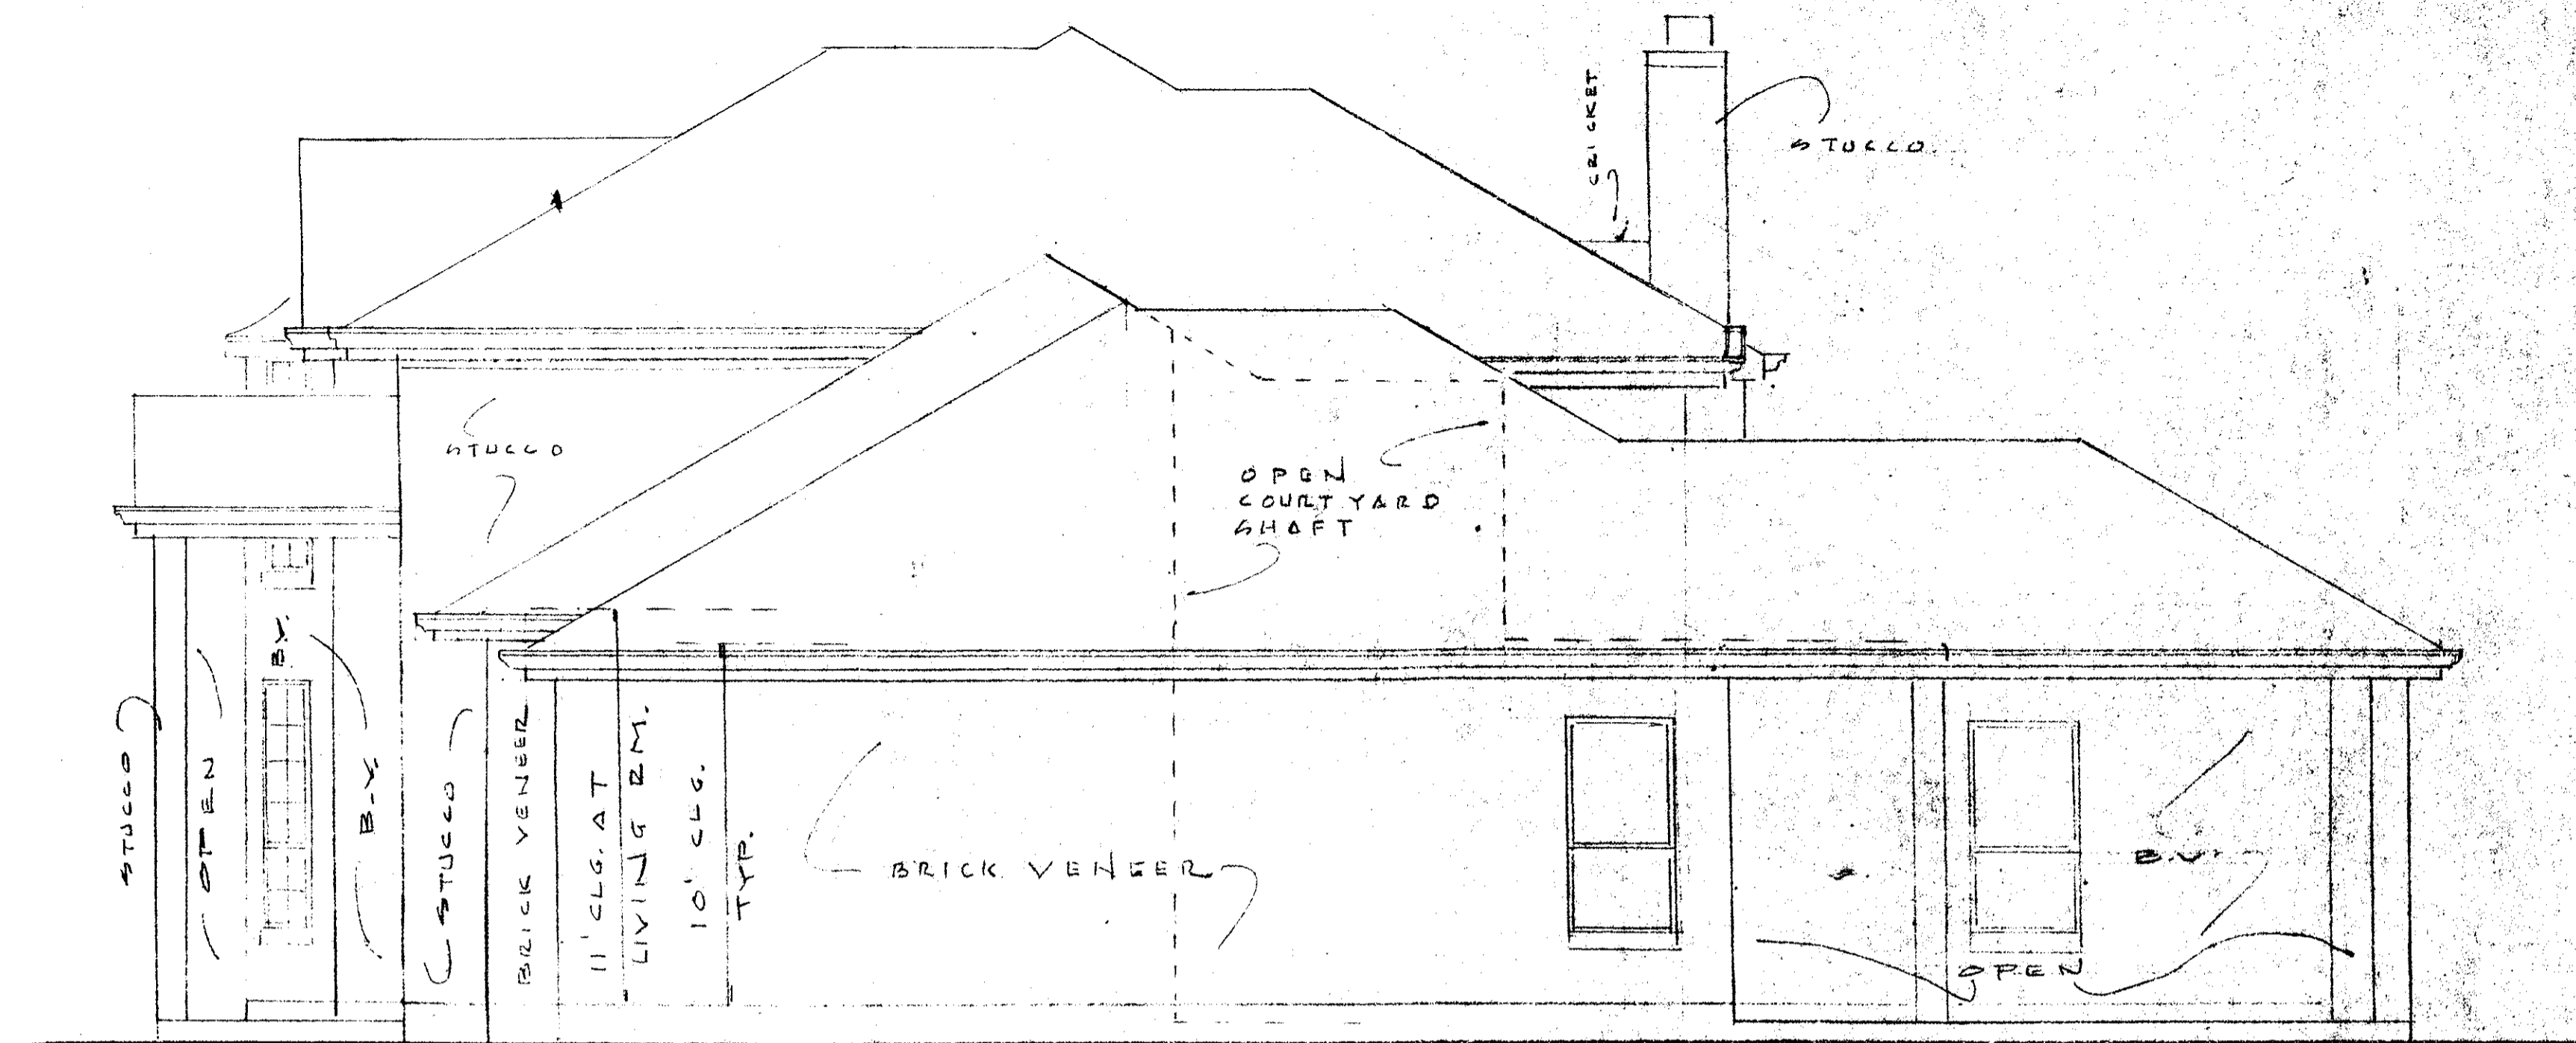 CRICKET
STUCCO
STUCCO
OPEN
COURTYARD
SHAFT
STUCCO
OPEN
B.V.
B.V.
STUCCO
BRICK VENEER
11' CLG. AT
LIVING RM.
10' CLG.
TYP.
BRICK VENEER
B.V.
OPEN